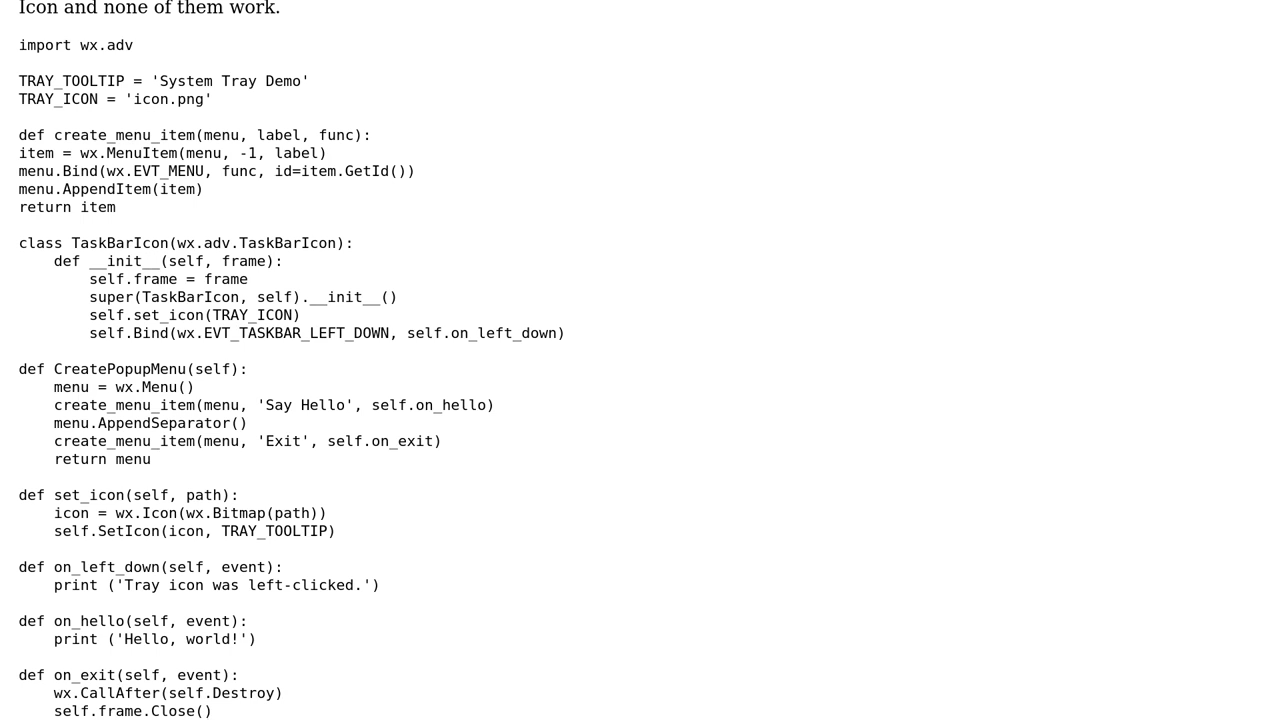 Icon and none of them work.
import wx.adv
TRAY_TOOLTIP = 'System Tray Demo'
TRAY_ICON = 'icon.png'
def create_menu_item(menu, label, func):
item = wx.MenuItem(menu, -1, label)
menu.Bind(wx.EVT_MENU, func, id=item.GetId())
menu.AppendItem(item)
return item
class TaskBarIcon(wx.adv.TaskBarIcon):
    def __init__(self, frame):
        self.frame = frame
        super(TaskBarIcon, self).__init__()
        self.set_icon(TRAY_ICON)
        self.Bind(wx.EVT_TASKBAR_LEFT_DOWN, self.on_left_down)
def CreatePopupMenu(self):
    menu = wx.Menu()
    create_menu_item(menu, 'Say Hello', self.on_hello)
    menu.AppendSeparator()
    create_menu_item(menu, 'Exit', self.on_exit)
    return menu
def set_icon(self, path):
    icon = wx.Icon(wx.Bitmap(path))
    self.SetIcon(icon, TRAY_TOOLTIP)
def on_left_down(self, event):
    print ('Tray icon was left-clicked.')
def on_hello(self, event):
    print ('Hello, world!')
def on_exit(self, event):
    wx.CallAfter(self.Destroy)
    self.frame.Close()